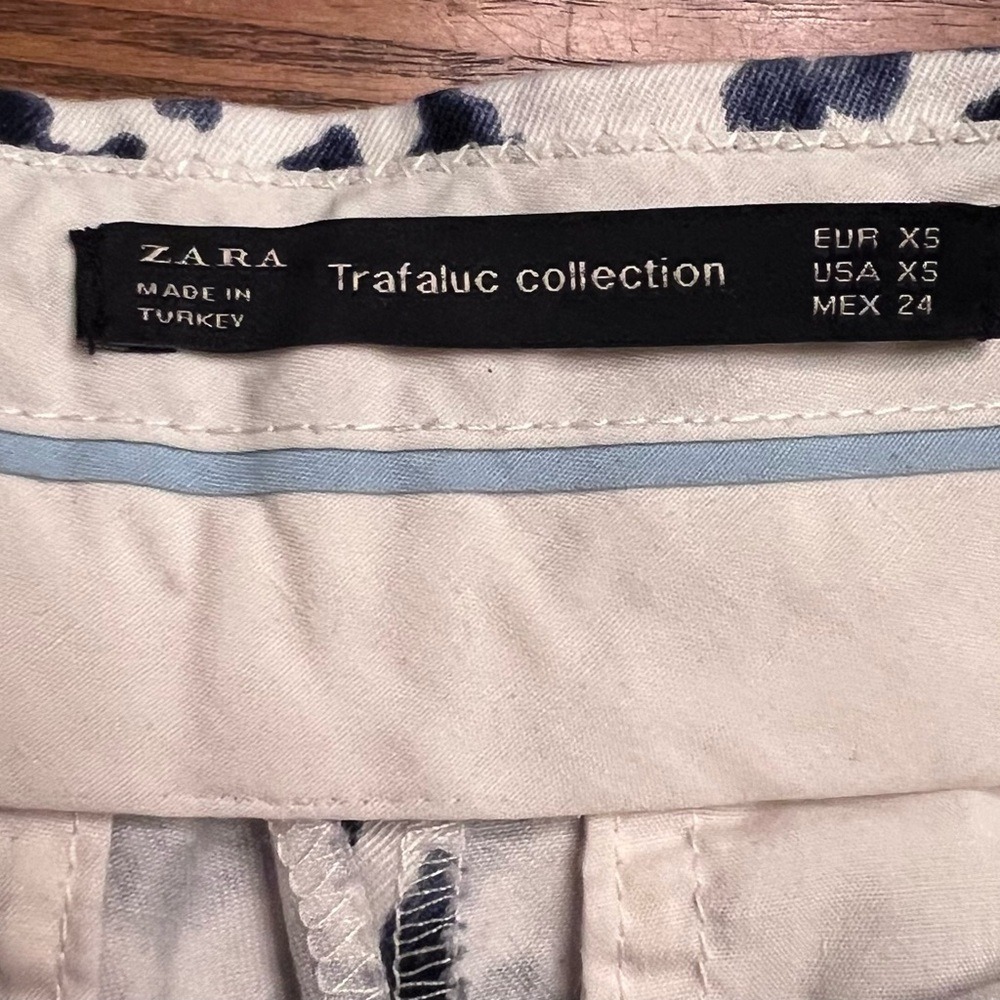 ZARA
MADE IN
TURKEY
Trafaluc collection
EUR XS
USA XS
MEX 24